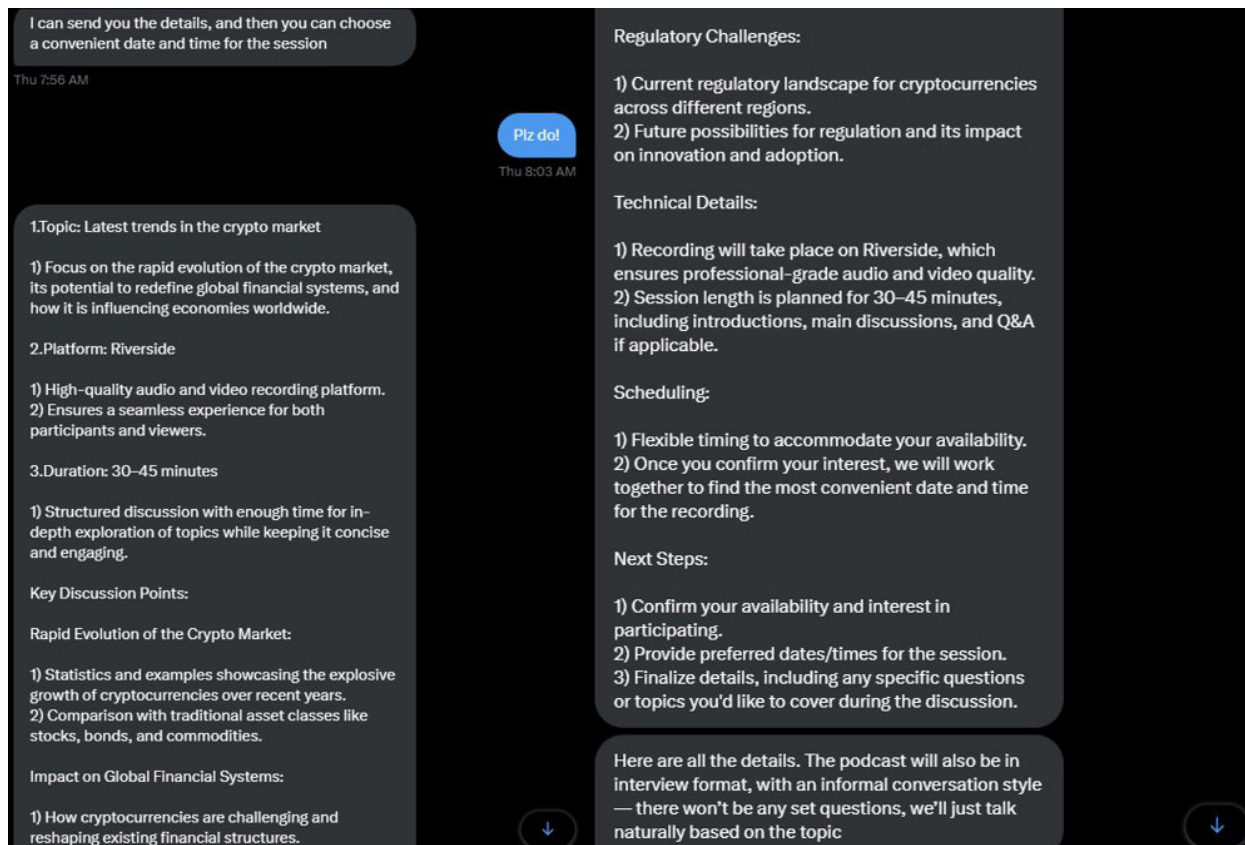 I can send you the details, and then you can choose
a convenient date and time for the session
Thu 7:56 AM
Plz do!
Thu 8:03 AM
1.Topic: Latest trends in the crypto market
1) Focus on the rapid evolution of the crypto market,
its potential to redefine global financial systems, and
how it is influencing economies worldwide.
2.Platform: Riverside
1) High-quality audio and video recording platform.
2) Ensures a seamless experience for both
participants and viewers.
3.Duration: 30–45 minutes
1) Structured discussion with enough time for in-
depth exploration of topics while keeping it concise
and engaging.
Key Discussion Points:
Rapid Evolution of the Crypto Market:
1) Statistics and examples showcasing the explosive
growth of cryptocurrencies over recent years.
2) Comparison with traditional asset classes like
stocks, bonds, and commodities.
Impact on Global Financial Systems:
1) How cryptocurrencies are challenging and
reshaping existing financial structures.
Regulatory Challenges:
1) Current regulatory landscape for cryptocurrencies
across different regions.
2) Future possibilities for regulation and its impact
on innovation and adoption.
Technical Details:
1) Recording will take place on Riverside, which
ensures professional-grade audio and video quality.
2) Session length is planned for 30–45 minutes,
including introductions, main discussions, and Q&A
if applicable.
Scheduling:
1) Flexible timing to accommodate your availability.
2) Once you confirm your interest, we will work
together to find the most convenient date and time
for the recording.
Next Steps:
1) Confirm your availability and interest in
participating.
2) Provide preferred dates/times for the session.
3) Finalize details, including any specific questions
or topics you'd like to cover during the discussion.
Here are all the details. The podcast will also be in
interview format, with an informal conversation style
— there won't be any set questions, we'll just talk
naturally based on the topic